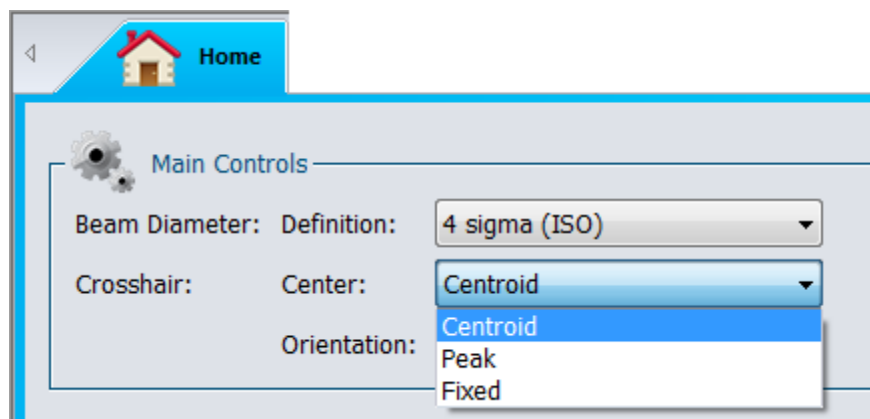 Home
Main Controls
Beam Diameter: Definition: 4 sigma (ISO)
Crosshair: Center: Centroid
Centroid
Orientation:
Peak
Fixed